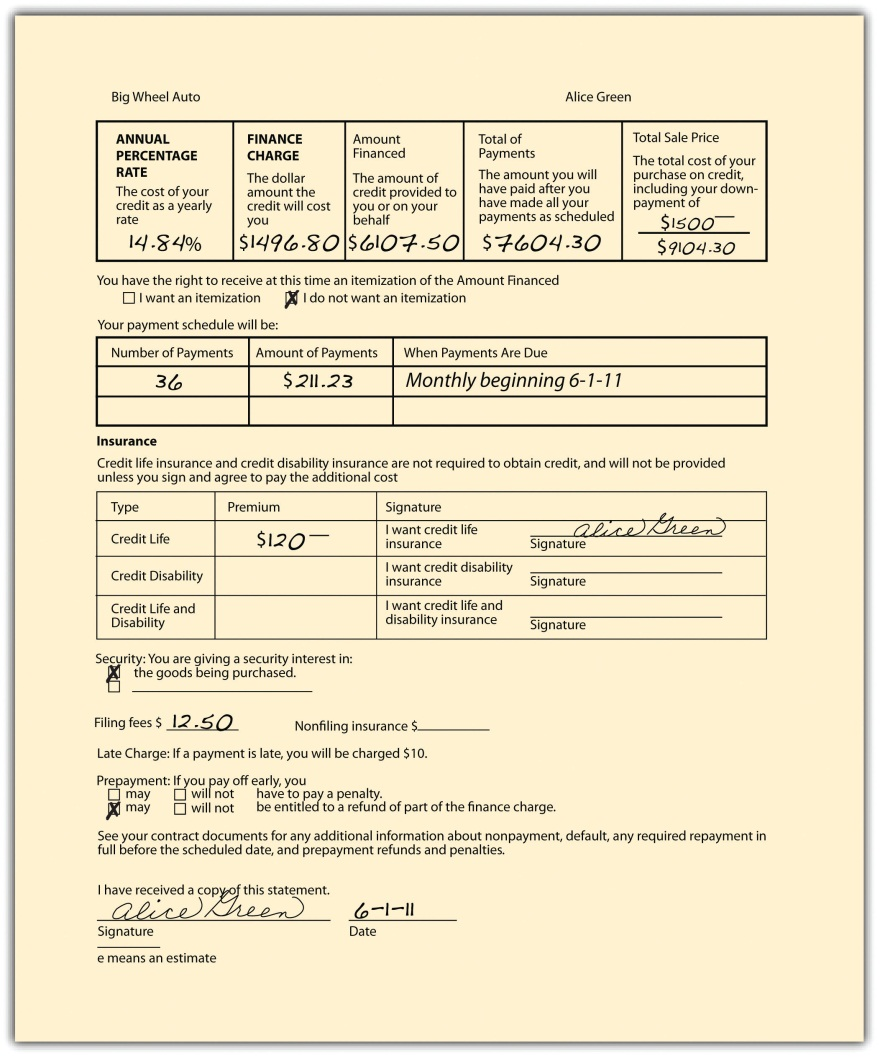 Big Wheel Auto Alice Green
ANNUAL PERCENTAGE RATE
The cost of your credit as a yearly rate
14.84%
FINANCE CHARGE
The dollar amount the credit will cost you
$1496.80
Amount Financed
The amount of credit provided to you or on your behalf
$6107.50
Total of Payments
The amount you will have paid after you have made all your payments as scheduled
$7604.30
Total Sale Price
The total cost of your purchase on credit, including your down-payment of
$1500—
$9104.30
You have the right to receive at this time an itemization of the Amount Financed
☐ I want an itemization ☒ I do not want an itemization
Your payment schedule will be:
Number of Payments Amount of Payments When Payments Are Due
36 $211.23 Monthly beginning 6-1-11
Insurance
Credit life insurance and credit disability insurance are not required to obtain credit, and will not be provided
unless you sign and agree to pay the additional cost
Type Premium Signature
Credit Life $120— I want credit life insurance Alice Green
Signature
Credit Disability I want credit disability insurance
Signature
Credit Life and Disability I want credit life and disability insurance
Signature
Security: You are giving a security interest in:
☒ the goods being purchased.
☐
Filing fees $ 12.50 Nonfiling insurance $
Late Charge: If a payment is late, you will be charged $10.
Prepayment: If you pay off early, you
☐ may ☐ will not have to pay a penalty.
☒ may ☐ will not be entitled to a refund of part of the finance charge.
See your contract documents for any additional information about nonpayment, default, any required repayment in
full before the scheduled date, and prepayment refunds and penalties.
I have received a copy of this statement.
Alice Green 6-1-11
Signature Date
e means an estimate